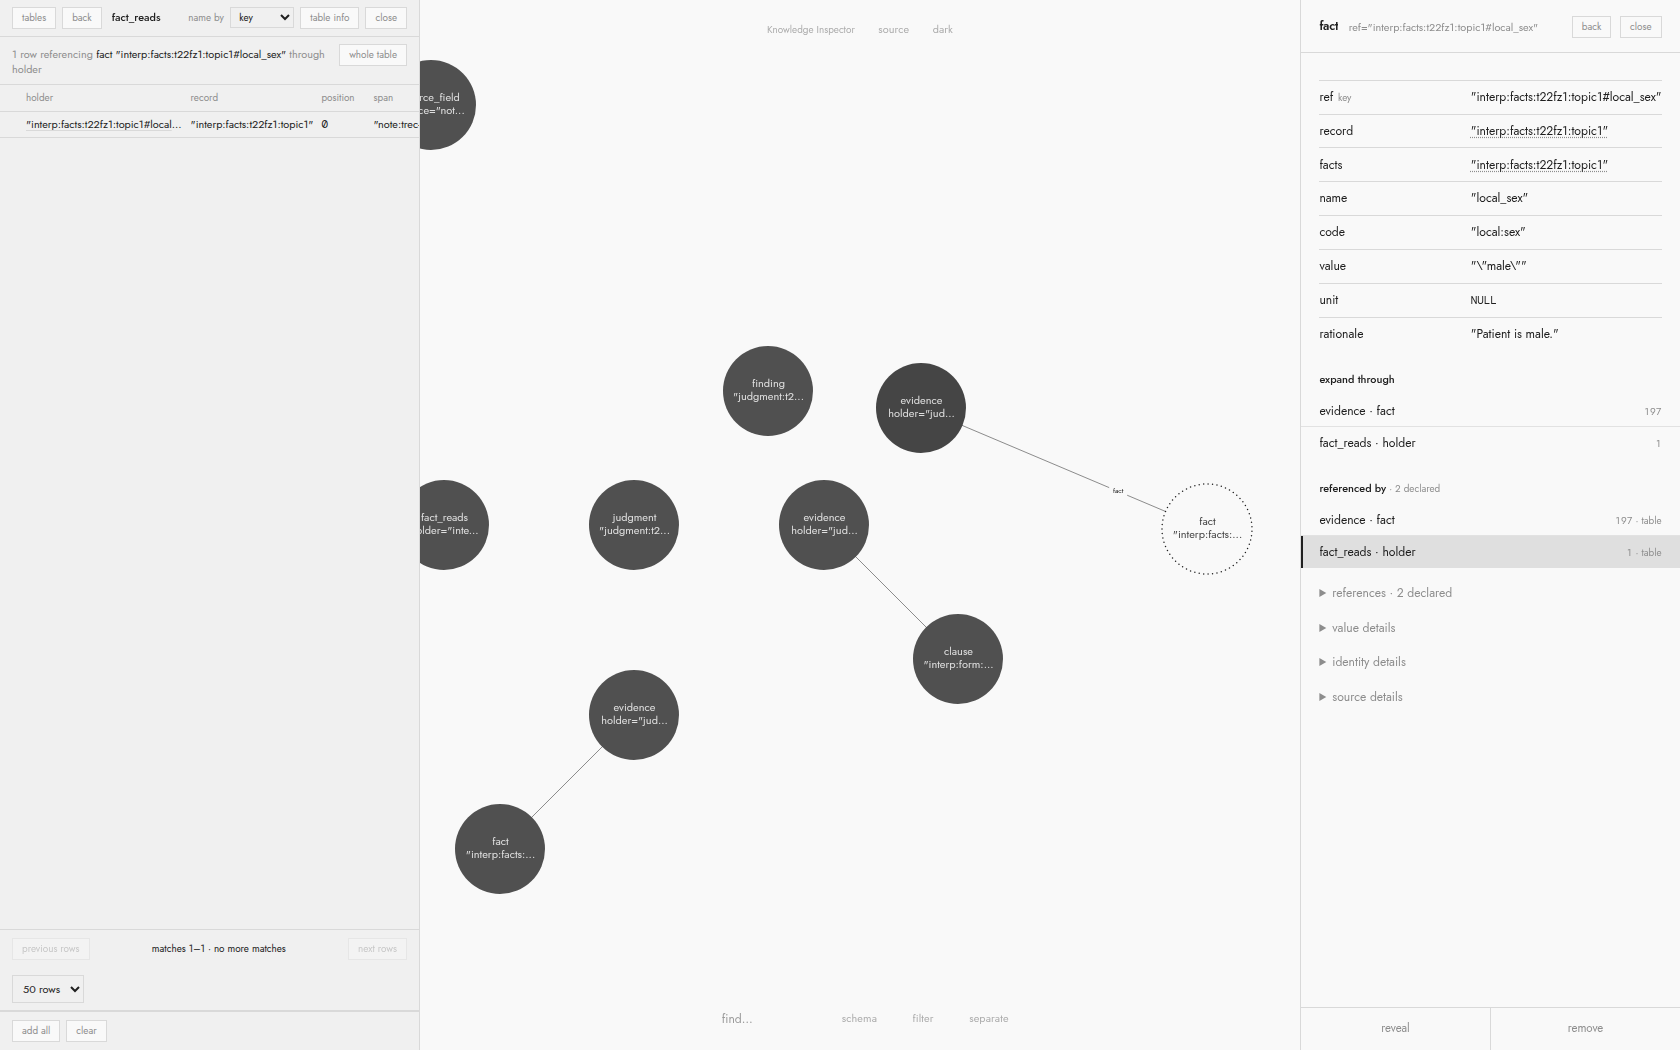 tables
back
fact_reads
name by
key
table info
close
1 row referencing fact "interp:facts:t22fz1:topic1#local_sex" through
holder
whole table
holder
record
position
span
"interp:facts:t22fz1:topic1#local...
"interp:facts:t22fz1:topic1"
0
"note:trec-
previous rows
matches 1–1 · no more matches
next rows
50 rows
add all
clear
Knowledge Inspector
source
dark
rce_field
ce="not...
finding
"judgment:t2...
evidence
holder="jud...
fact
fact
"interp:facts:...
fact_reads
older="inte...
judgment
"judgment:t2...
evidence
holder="jud...
clause
"interp:form:...
evidence
holder="jud...
fact
"interp:facts:...
find...
schema
filter
separate
fact
ref="interp:facts:t22fz1:topic1#local_sex"
back
close
ref key
"interp:facts:t22fz1:topic1#local_sex"
record
"interp:facts:t22fz1:topic1"
facts
"interp:facts:t22fz1:topic1"
name
"local_sex"
code
"local:sex"
value
"\"male\""
unit
NULL
rationale
"Patient is male."
expand through
evidence · fact
197
fact_reads · holder
1
referenced by · 2 declared
evidence · fact
197 · table
fact_reads · holder
1 · table
▶ references · 2 declared
▶ value details
▶ identity details
▶ source details
reveal
remove